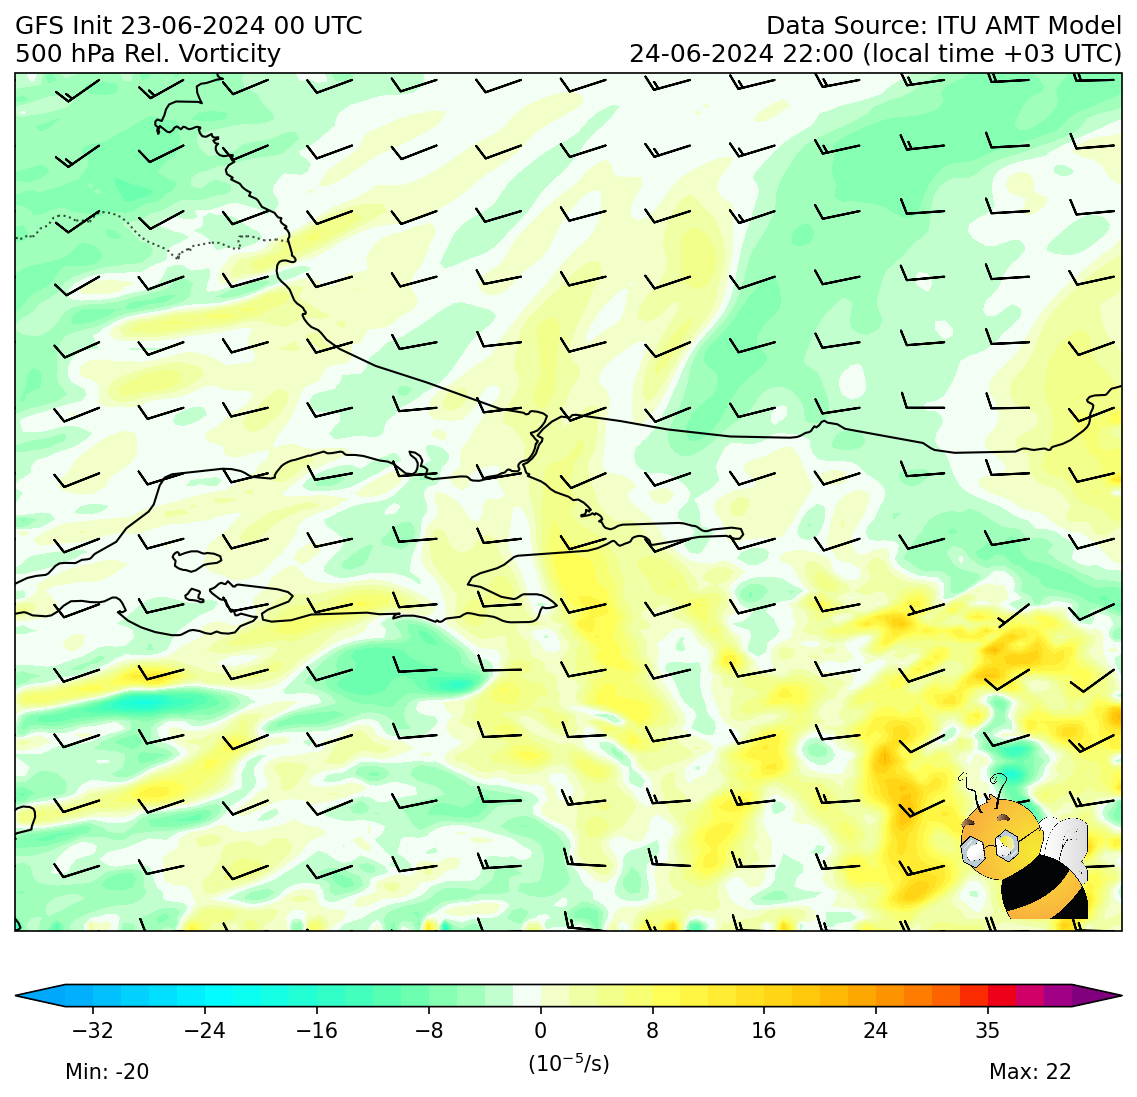 GFS Init 23-06-2024 00 UTC
500 hPa Rel. Vorticity
Data Source: ITU AMT Model
24-06-2024 22:00 (local time +03 UTC)
−32 −24 −16 −8 0 8 16 24 35
(10⁻⁵/s)
Min: -20
Max: 22